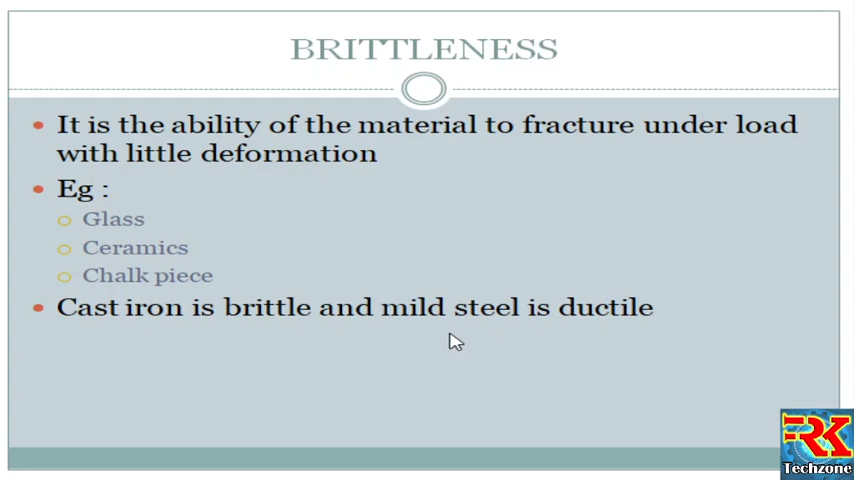 BRITTLENESS
It is the ability of the material to fracture under load
with little deformation
Eg :
Glass
Ceramics
Chalk piece
Cast iron is brittle and mild steel is ductile
RK
Techzone